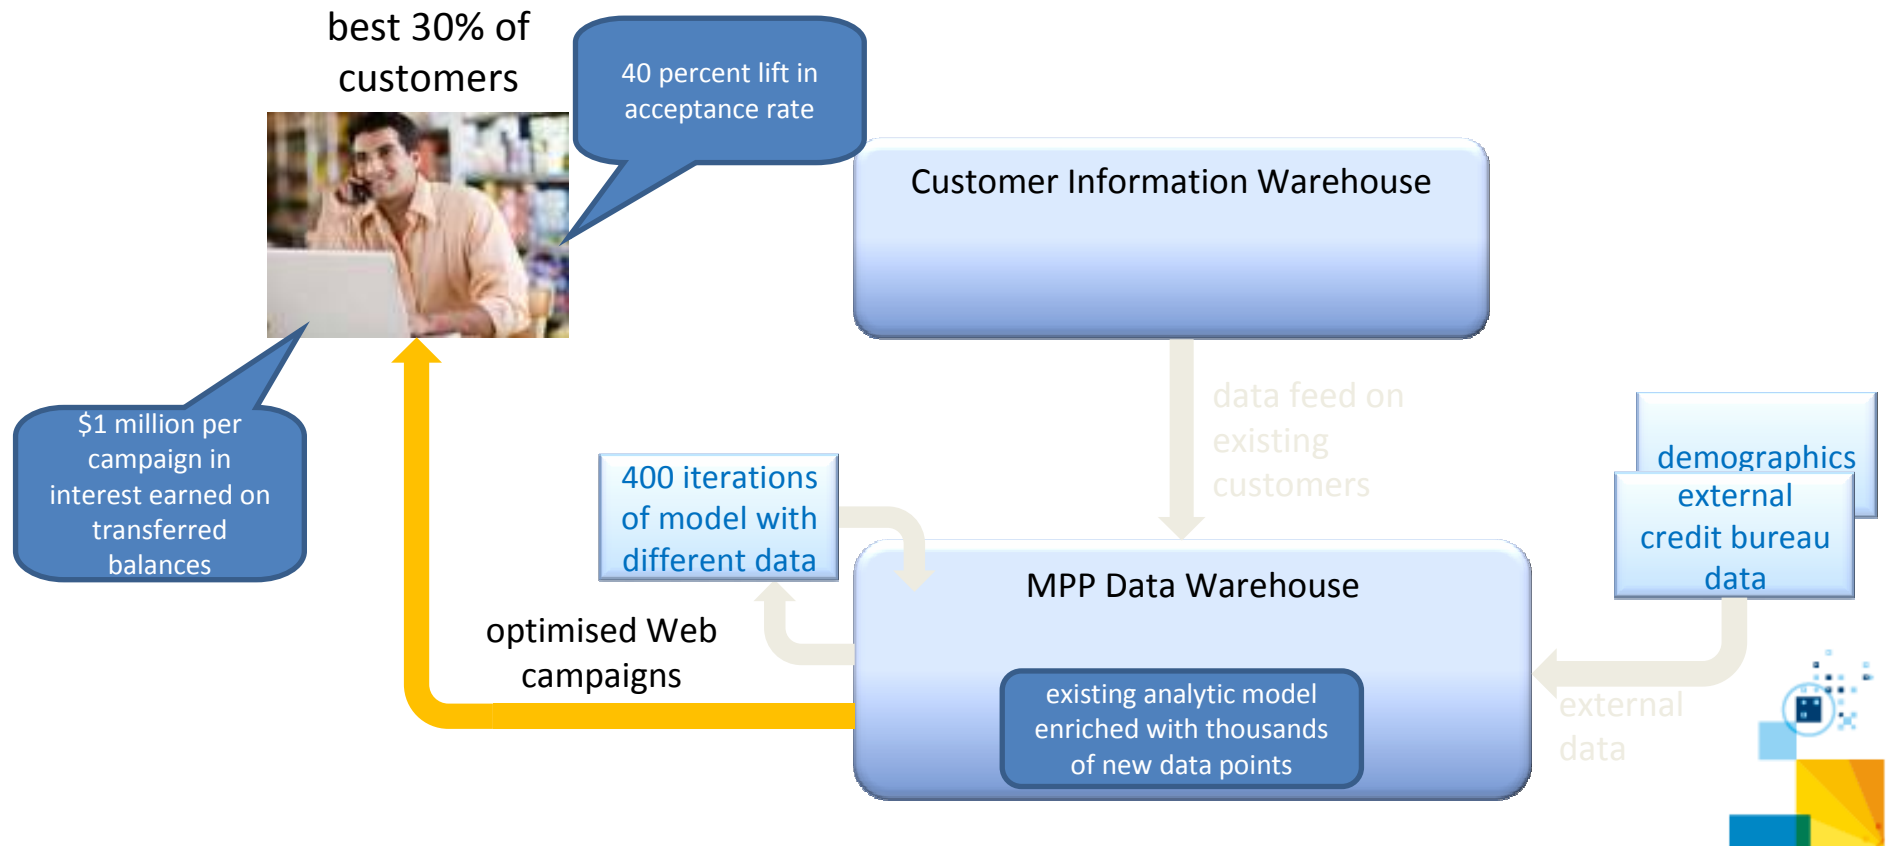 best 30% of
customers
40 percent lift in
acceptance rate
Customer Information Warehouse
data feed on
existing
customers
$1 million per
campaign in
interest earned on
transferred
balances
400 iterations
of model with
different data
demographics
external
credit bureau
data
MPP Data Warehouse
optimised Web
campaigns
existing analytic model
enriched with thousands
of new data points
external
data